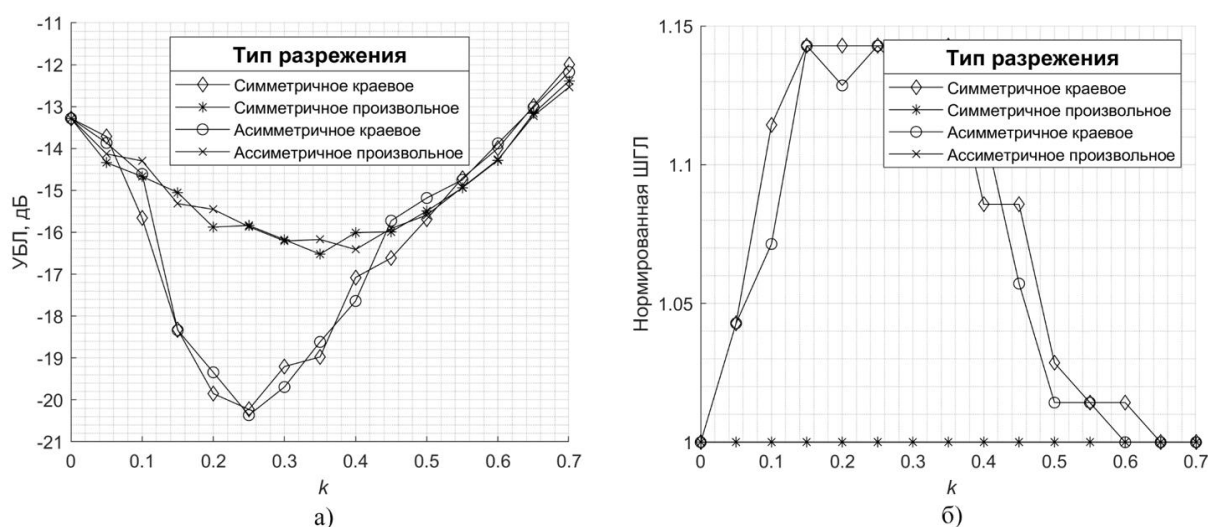 -11
-12
-13
-14
-15
-16
-17
-18
-19
-20
-21
УБЛ, дБ
Тип разрежения
Симметричное краевое
Симметричное произвольное
Асимметричное краевое
Ассиметричное произвольное
0 0.1 0.2 0.3 0.4 0.5 0.6 0.7
k
а)
1.15
1.1
1.05
1
Нормированная ШГЛ
Тип разрежения
Симметричное краевое
Симметричное произвольное
Асимметричное краевое
Ассиметричное произвольное
0 0.1 0.2 0.3 0.4 0.5 0.6 0.7
k
б)